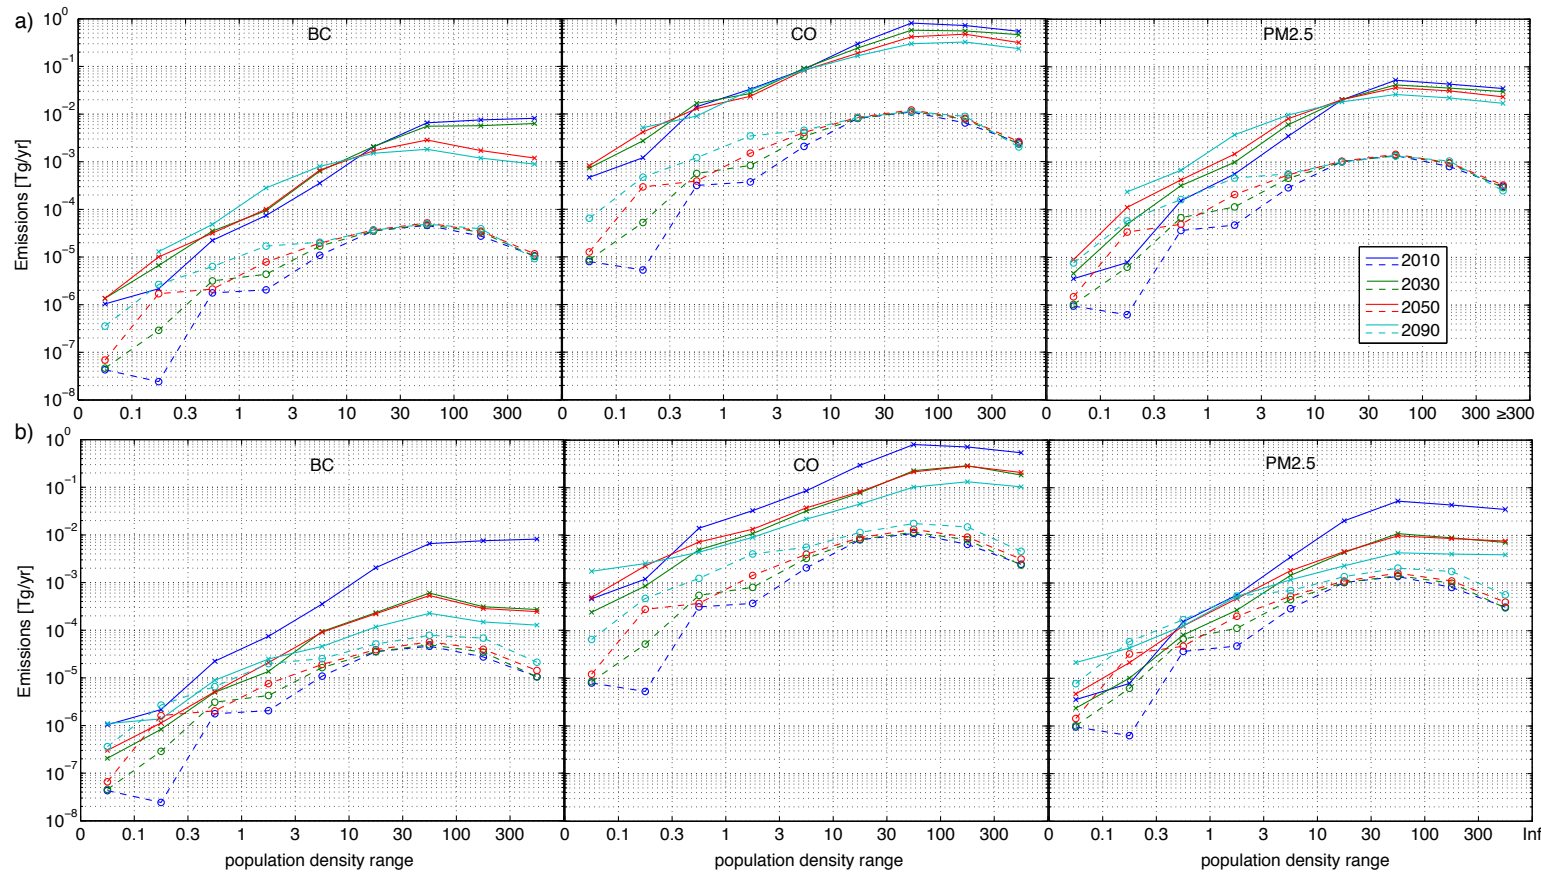 a)
BC
CO
PM2.5
Emissions [Tg/yr]
10^0
10^-1
10^-2
10^-3
10^-4
10^-5
10^-6
10^-7
10^-8
2010
2030
2050
2090
0 0.1 0.3 1 3 10 30 100 300
0 0.1 0.3 1 3 10 30 100 300
0.1 0.3 1 3 10 30 100 300 ≥300
b)
BC
CO
PM2.5
Emissions [Tg/yr]
10^0
10^-1
10^-2
10^-3
10^-4
10^-5
10^-6
10^-7
10^-8
0 0.1 0.3 1 3 10 30 100 300
0 0.1 0.3 1 3 10 30 100 300
0 0.1 0.3 1 3 10 30 100 300 Inf
population density range
population density range
population density range